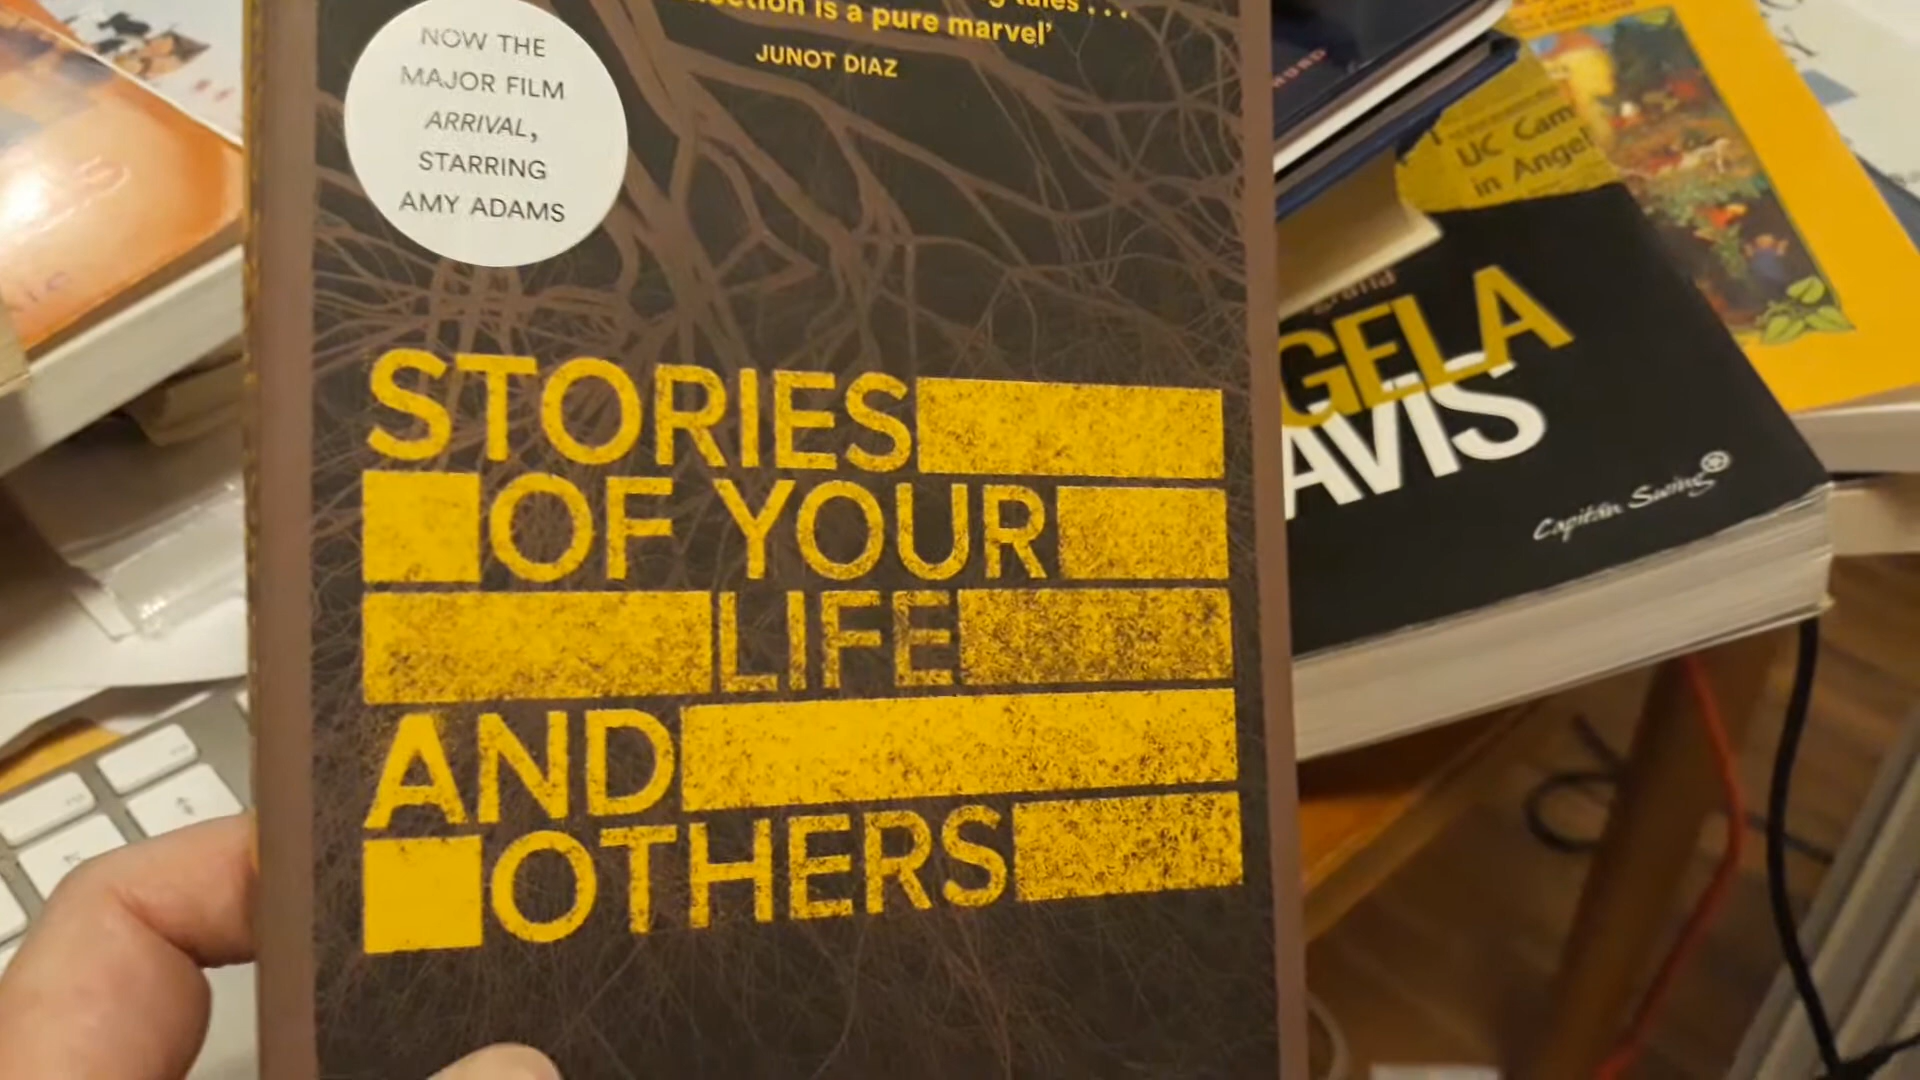 tales . . .
is a pure marvel’
JUNOT DIAZ
NOW THE
MAJOR FILM
ARRIVAL,
STARRING
AMY ADAMS
STORIES
OF YOUR
LIFE
AND
OTHERS
UC Cam
in Angel
GELA
AVIS
Capitán Swing